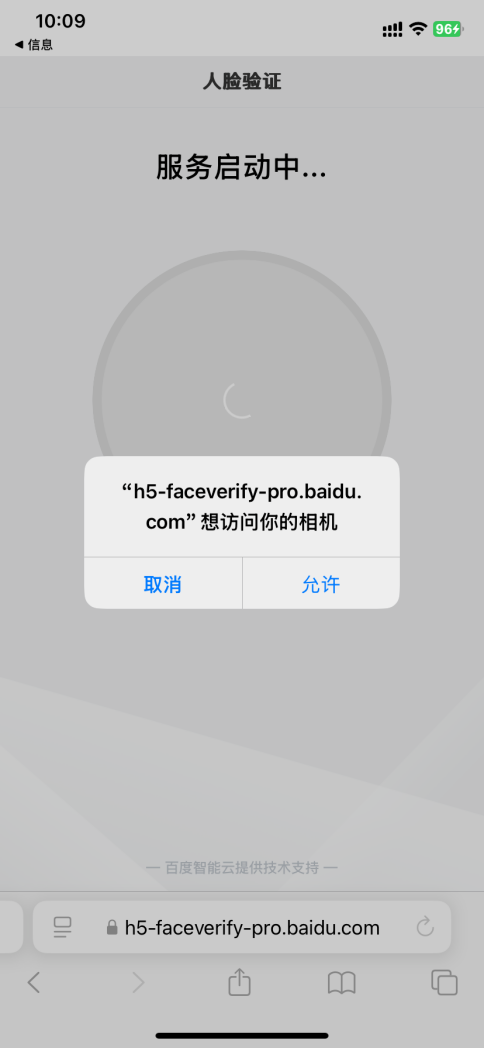 10:09
96
◀ 信息
人脸验证
服务启动中...
“h5-faceverify-pro.baidu.
com”想访问你的相机
取消
允许
— 百度智能云提供技术支持 —
h5-faceverify-pro.baidu.com